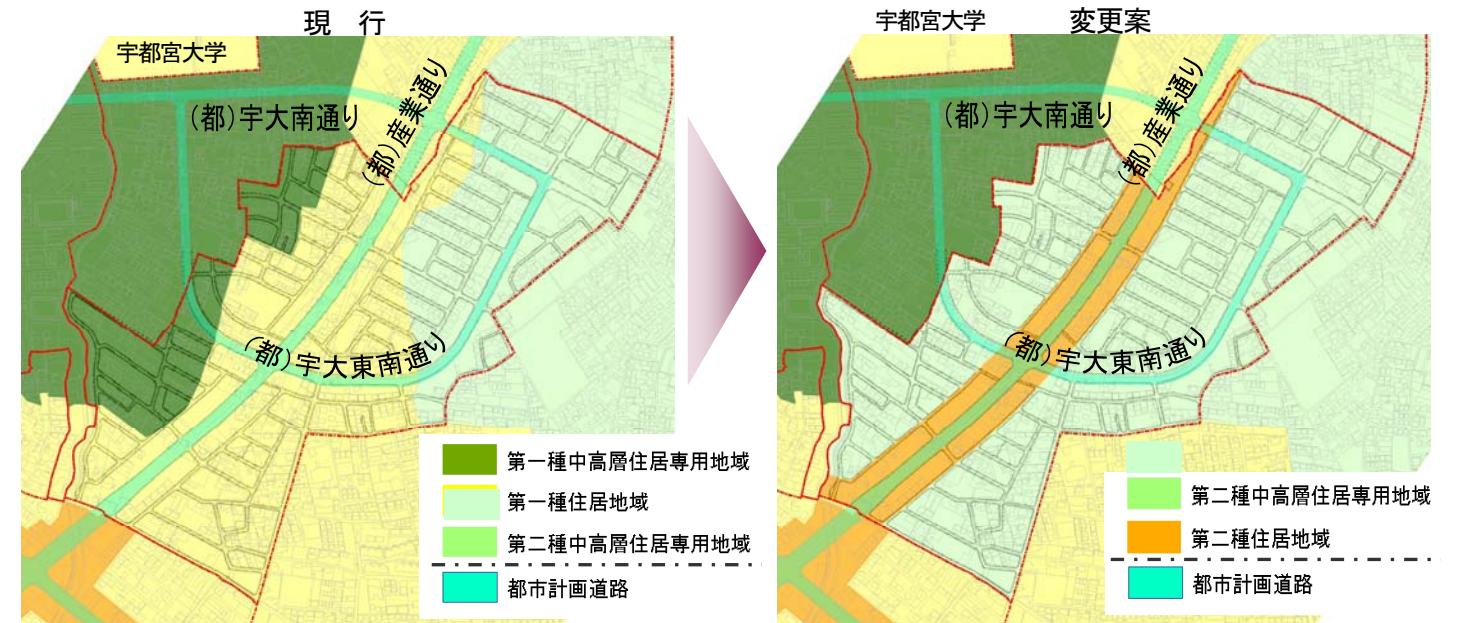 現　行
宇都宮大学
(都)宇大南通り
(都)産業通り
(都)宇大東南通り
第一種中高層住居専用地域
第一種住居地域
第二種中高層住居専用地域
都市計画道路
宇都宮大学
変更案
(都)宇大南通り
(都)産業通り
(都)宇大東南通り
第二種中高層住居専用地域
第二種住居地域
都市計画道路